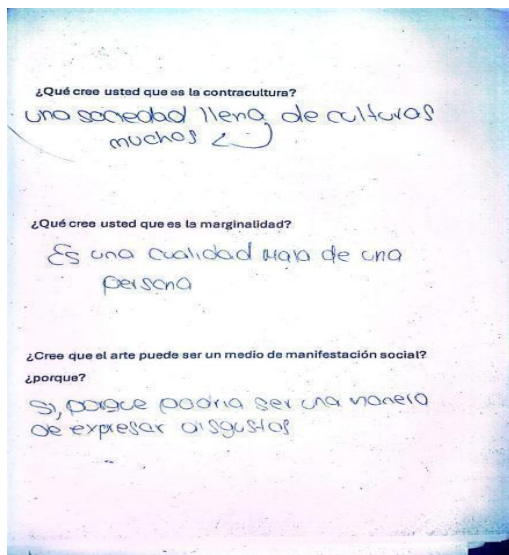 ¿Qué cree usted que es la contracultura?
una sociedad llena de culturas
muchos
¿Qué cree usted que es la marginalidad?
Es una cualidad mala de una
persona
¿Cree que el arte puede ser un medio de manifestación social?
¿porque?
Si, porque podria ser una manera
de expresar disgustos